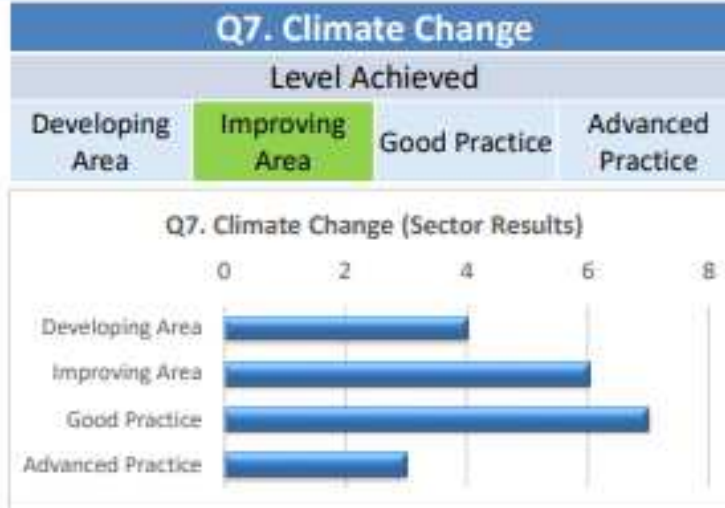 Q7. Climate Change
Level Achieved
Developing Area
Improving Area
Good Practice
Advanced Practice
Q7. Climate Change (Sector Results)
0 2 4 6 8
Developing Area
Improving Area
Good Practice
Advanced Practice